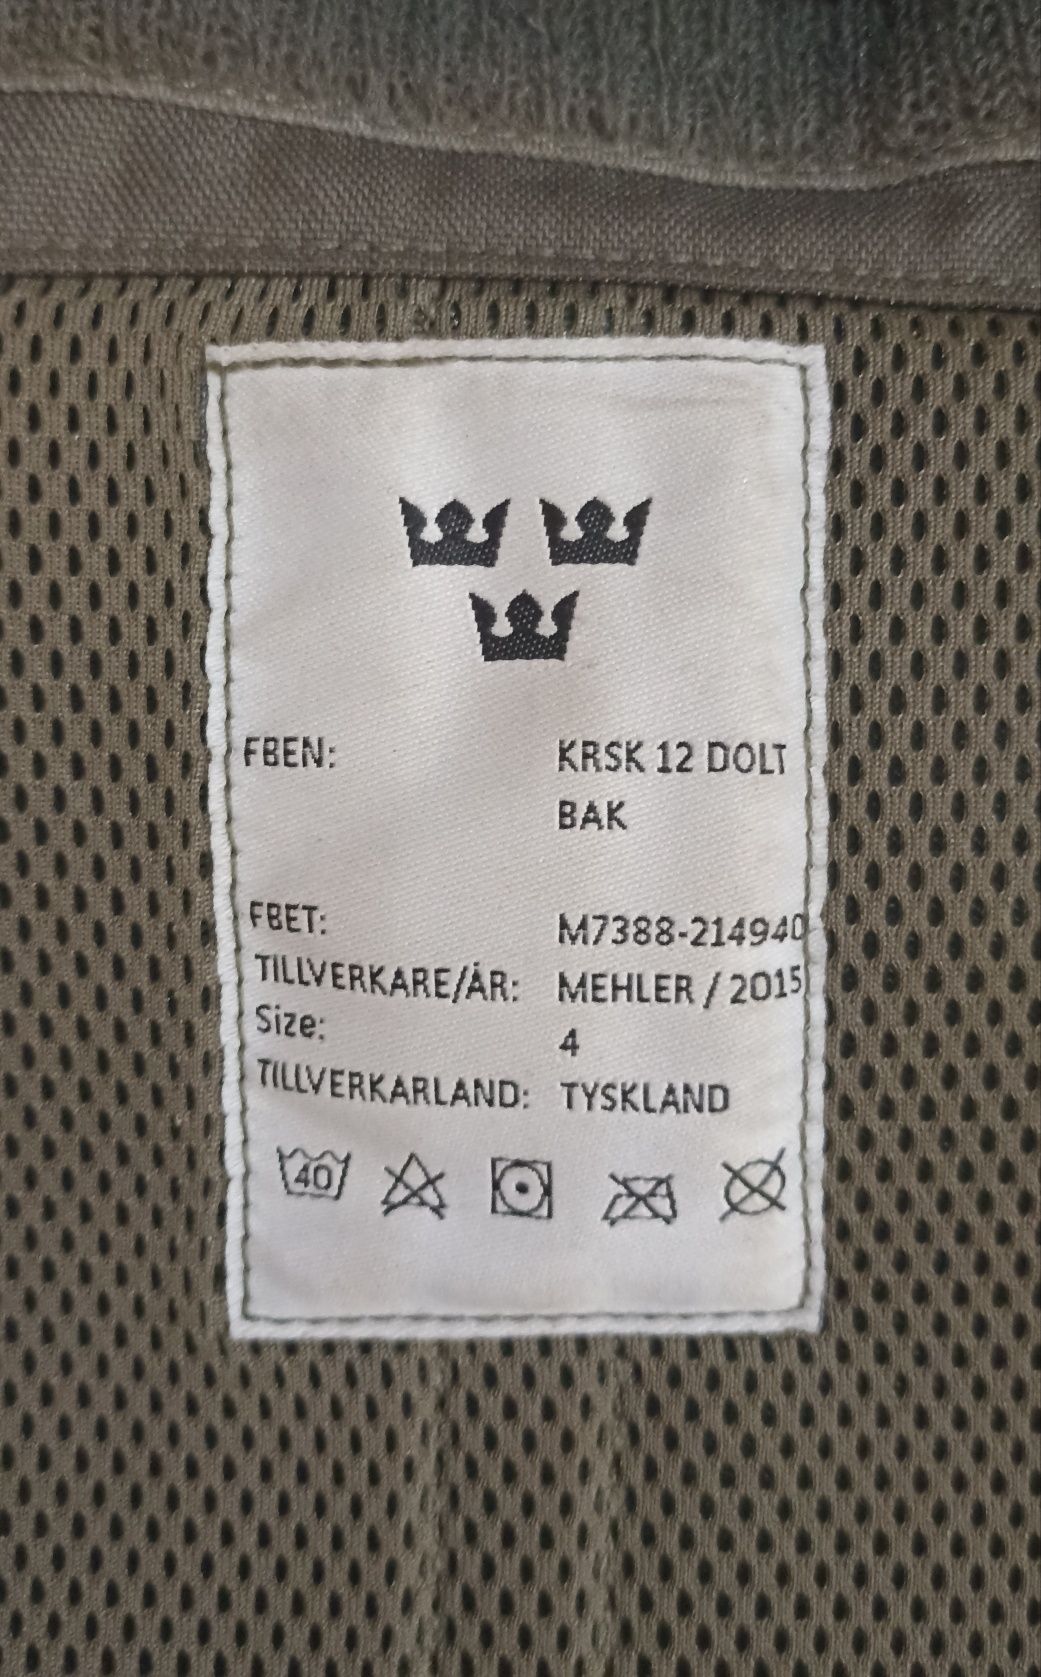 FBEN: KRSK 12 DOLT
BAK
FBET: M7388-214940
TILLVERKARE/ÅR: MEHLER / 2015
Size: 4
TILLVERKARLAND: TYSKLAND
40